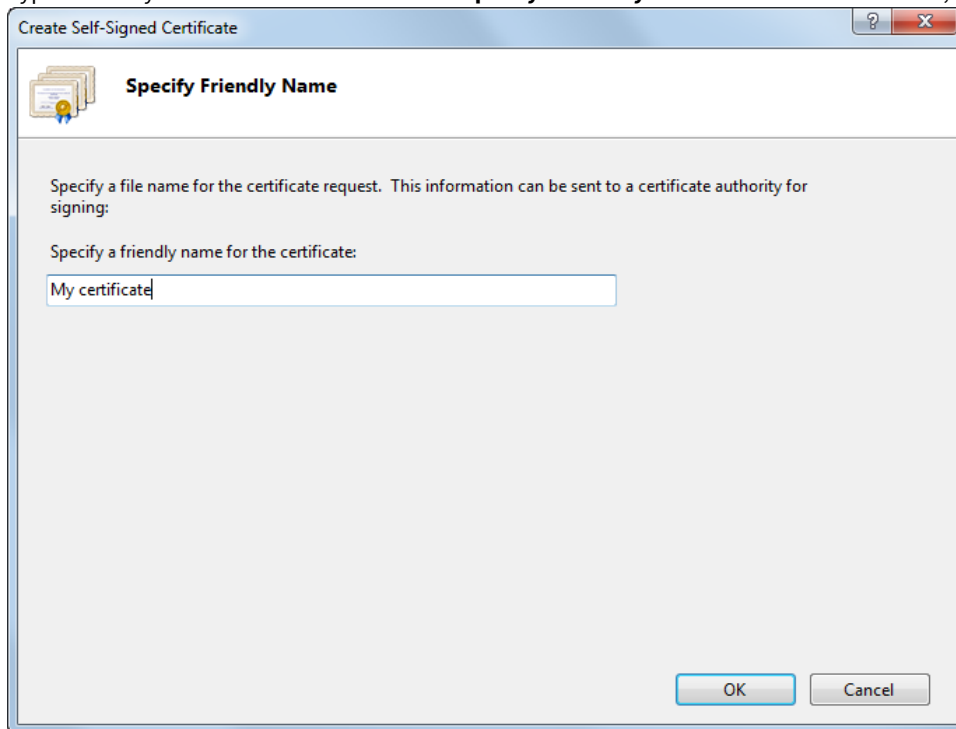 Create Self-Signed Certificate
Specify Friendly Name
Specify a file name for the certificate request.  This information can be sent to a certificate authority for
signing:
Specify a friendly name for the certificate:
My certificate
OK Cancel